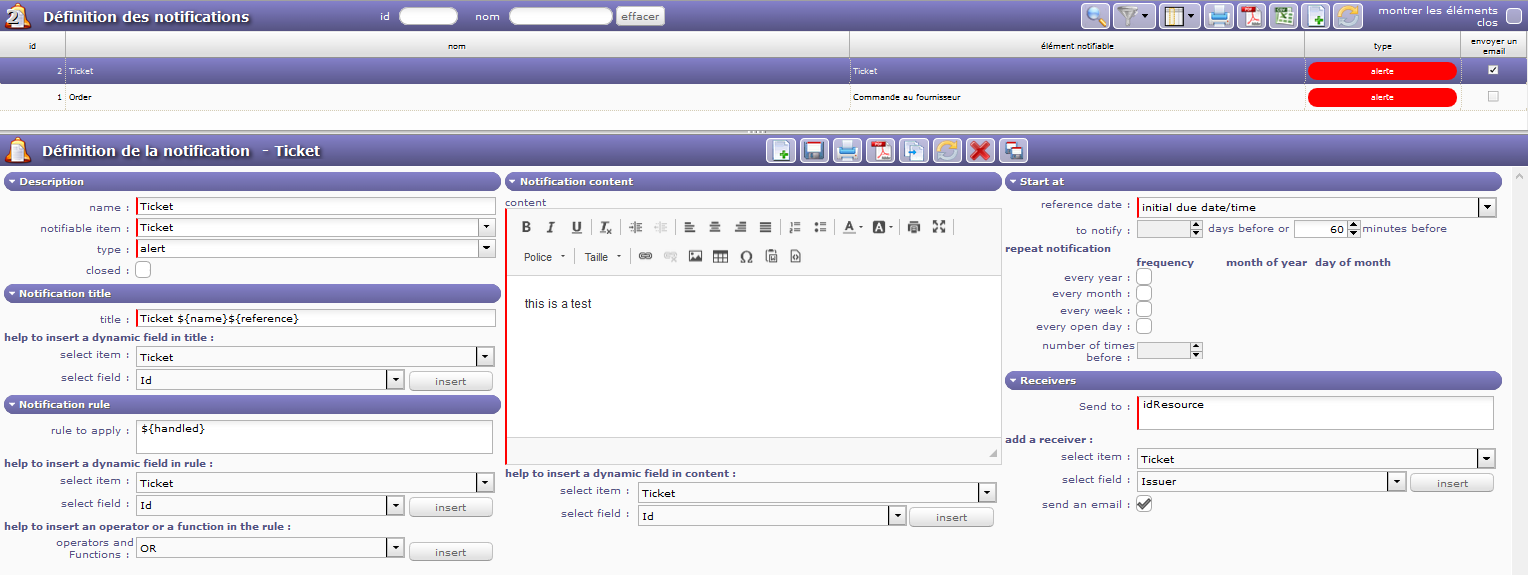 Définition des notifications
id
nom
effacer
montrer les éléments
clos
id
nom
élément notifiable
type
envoyer un
email
2
Ticket
Ticket
alerte
1
Order
Commande au fournisseur
alerte
Définition de la notification - Ticket
Description
name :
Ticket
notifiable item :
Ticket
type :
alert
closed :
Notification title
title :
Ticket ${name}${reference}
help to insert a dynamic field in title :
select item :
Ticket
select field :
Id
insert
Notification rule
rule to apply :
${handled}
help to insert a dynamic field in rule :
select item :
Ticket
select field :
Id
insert
help to insert an operator or a function in the rule :
operators and
Functions :
OR
insert
Notification content
content
B I U Ix
A A
Police
Taille
Ω
this is a test
help to insert a dynamic field in content :
select item :
Ticket
select field :
Id
insert
Start at
reference date :
initial due date/time
to notify :
days before or
60
minutes before
repeat notification
frequency
month of year
day of month
every year :
every month :
every week :
every open day :
number of times
before :
Receivers
Send to :
idResource
add a receiver :
select item :
Ticket
select field :
Issuer
insert
send an email :